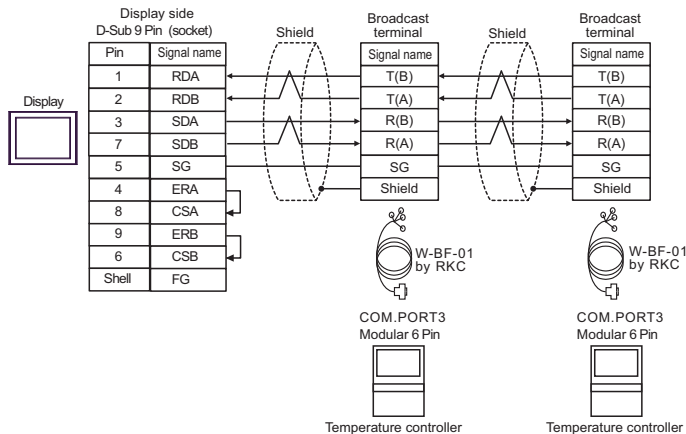 Display side
D-Sub 9 Pin (socket)
Shield
Broadcast
terminal
Shield
Broadcast
terminal
Pin Signal name
Signal name
Signal name
1 RDA T(B) T(B)
2 RDB T(A) T(A)
Display
3 SDA R(B) R(B)
7 SDB R(A) R(A)
5 SG SG SG
4 ERA Shield Shield
8 CSA
9 ERB
6 CSB
Shell FG
W-BF-01
by RKC
W-BF-01
by RKC
COM.PORT3
Modular 6 Pin
COM.PORT3
Modular 6 Pin
Temperature controller
Temperature controller